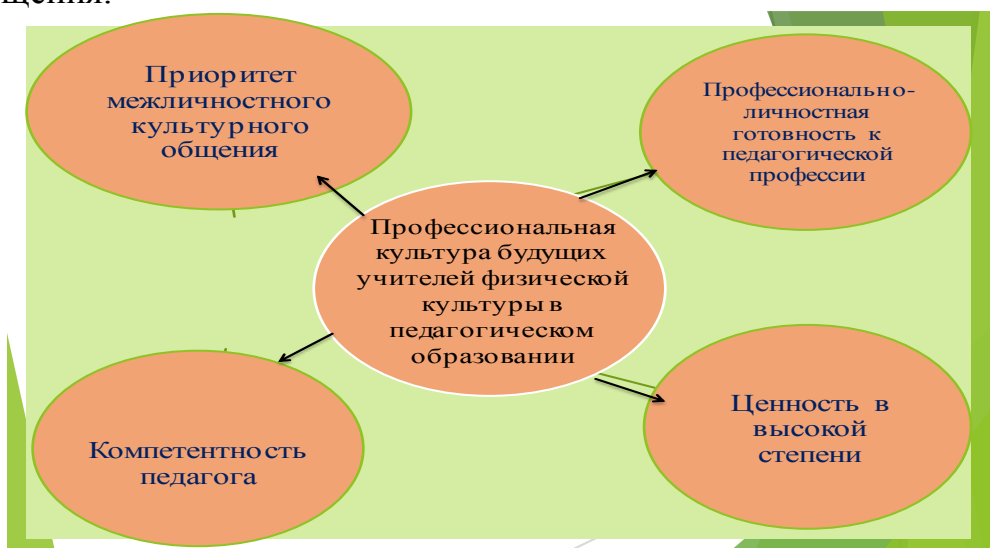 щения.
Приоритет
межличностного
культурного
общения
Профессионально-
личностная
готовность к
педагогической
профессии
Профессиональная
культура будущих
учителей физической
культуры в
педагогическом
образовании
Компетентность
педагога
Ценность в
высокой
степени